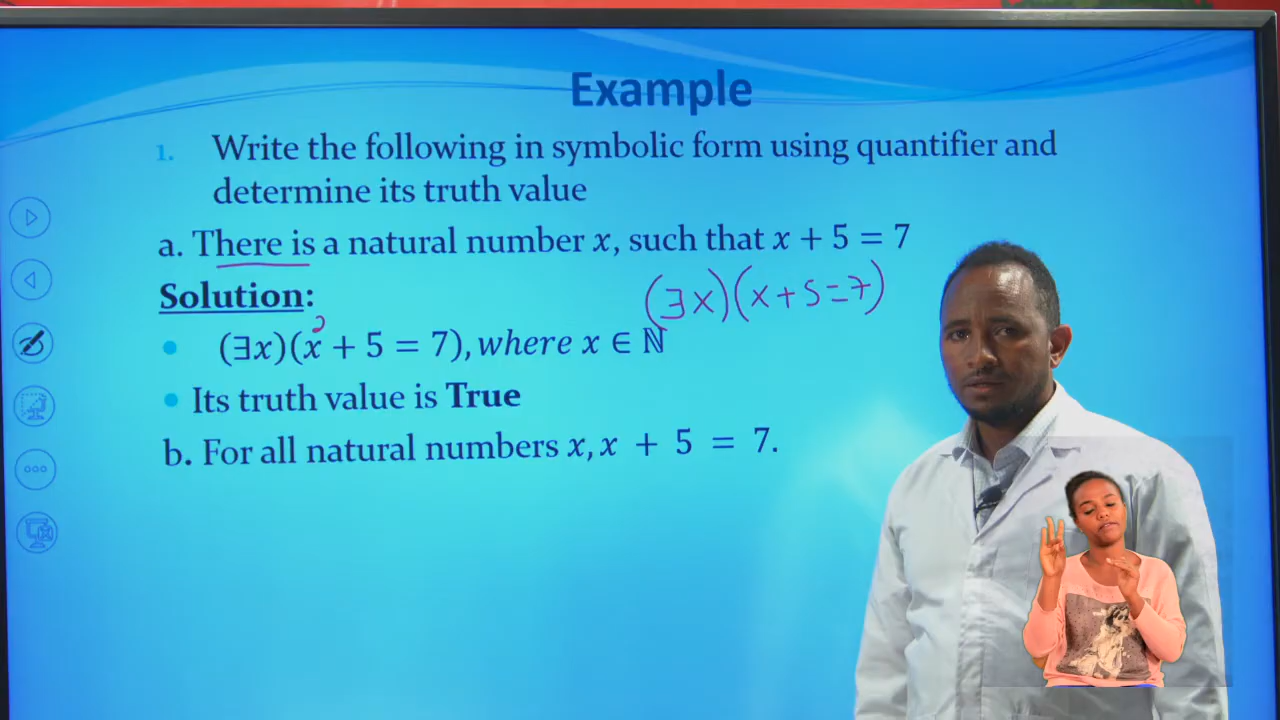 Example
1. Write the following in symbolic form using quantifier and
determine its truth value
a. There is a natural number x, such that x + 5 = 7
Solution:
(∃x)(x+5=7)
2
(∃x)(x + 5 = 7), where x ∈ ℕ
Its truth value is True
b. For all natural numbers x, x + 5 = 7.